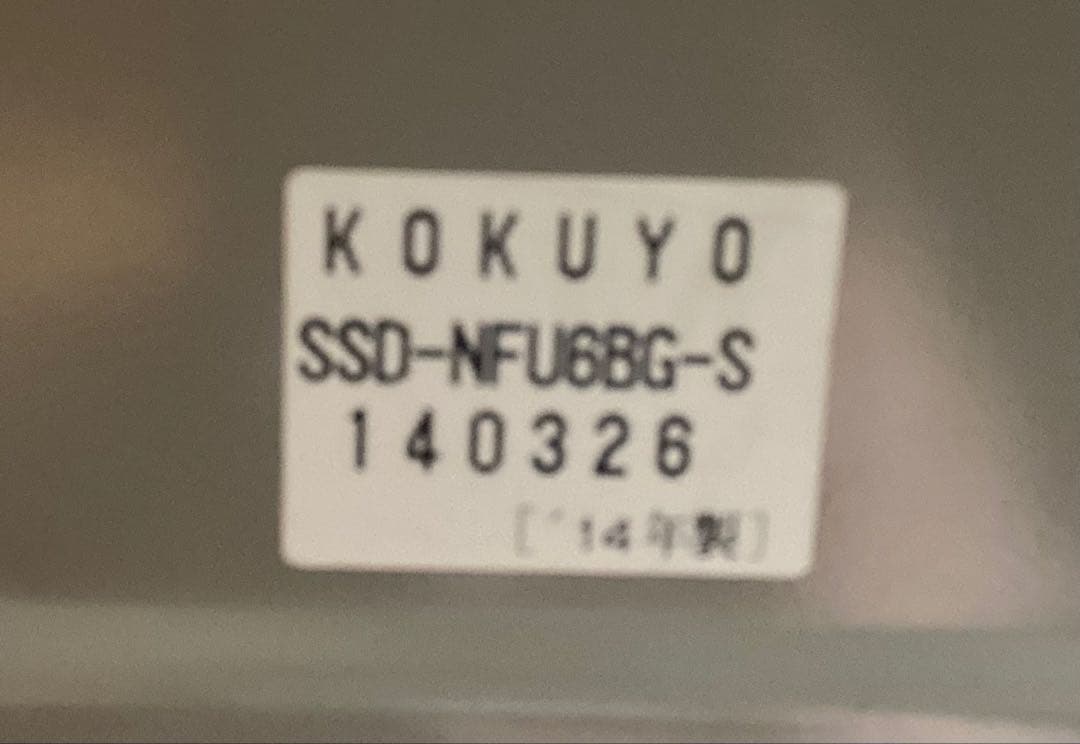 KOKUYO
SSD-NFU6BG-S
140326
[ '14年製 ]